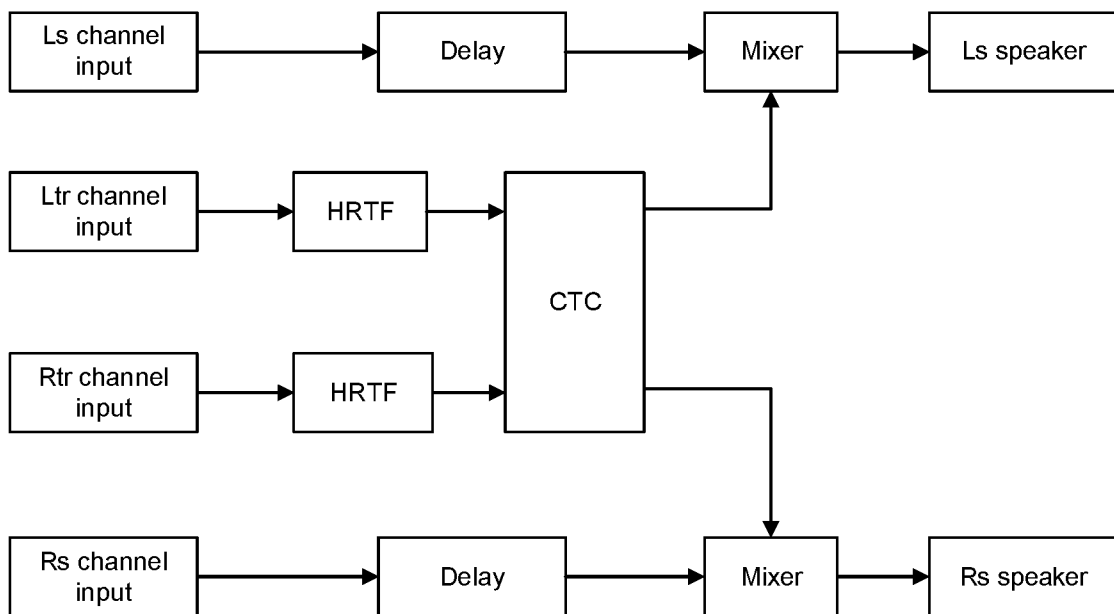 Ls channel
input
Delay
Mixer
Ls speaker
Ltr channel
input
HRTF
CTC
Rtr channel
input
HRTF
Rs channel
input
Delay
Mixer
Rs speaker